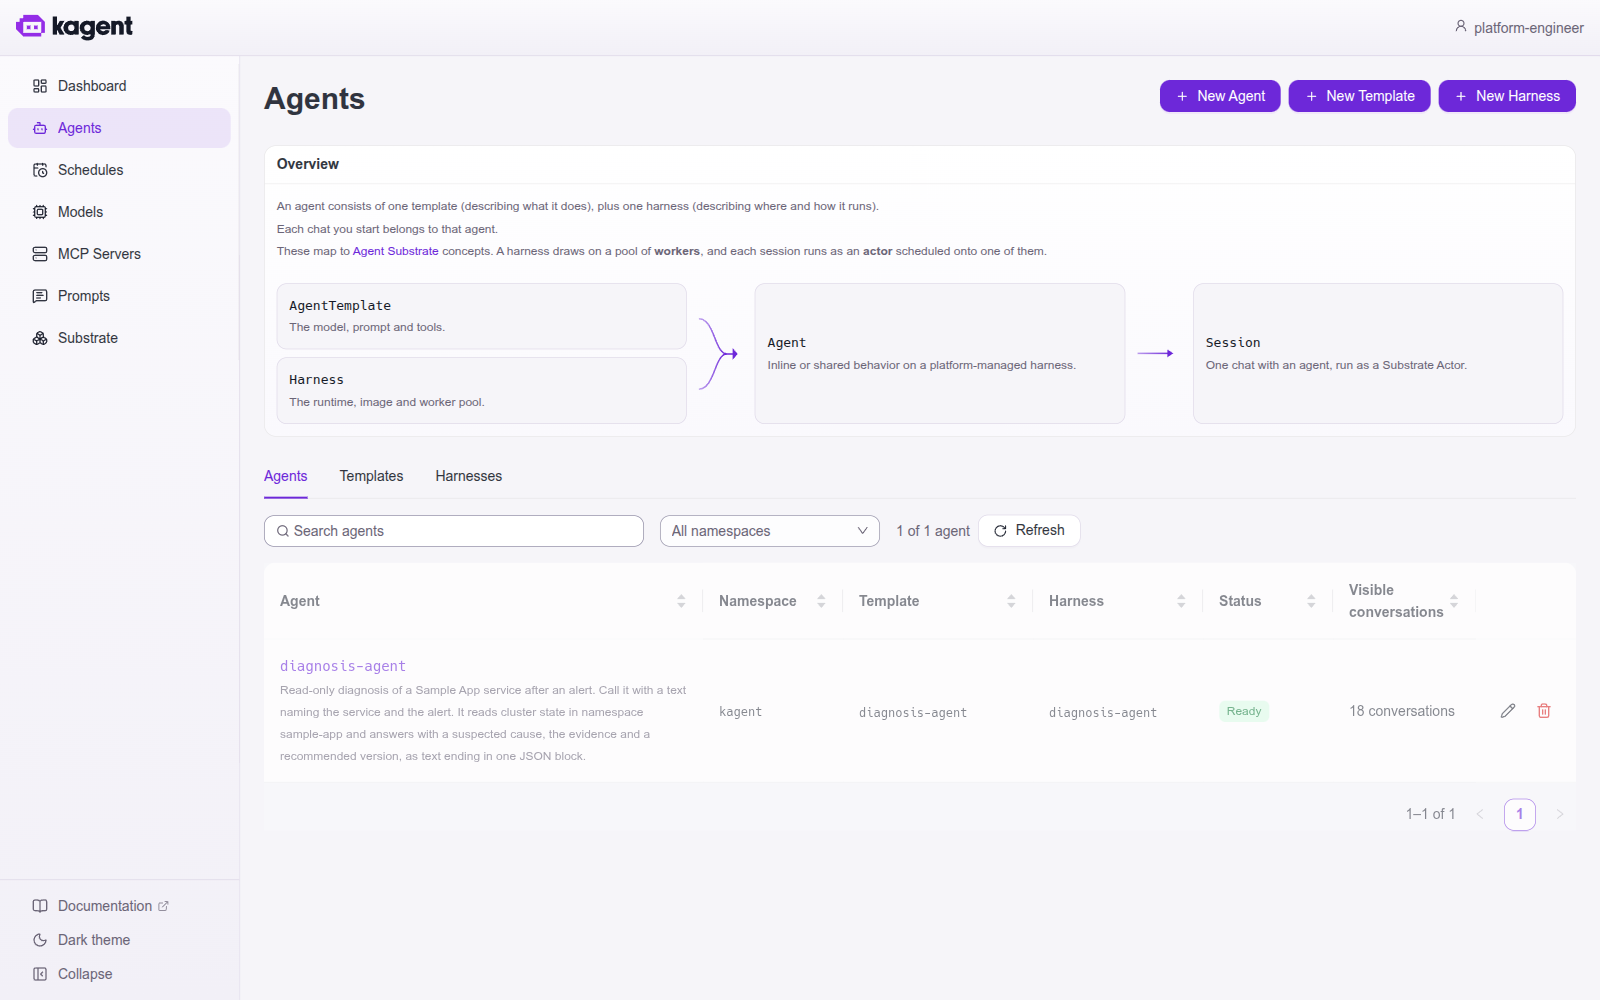 kagent
platform-engineer
Dashboard
Agents
Schedules
Models
MCP Servers
Prompts
Substrate
Documentation
Dark theme
Collapse
Agents
New Agent
New Template
New Harness
Overview
An agent consists of one template (describing what it does), plus one harness (describing where and how it runs).
Each chat you start belongs to that agent.
These map to Agent Substrate concepts. A harness draws on a pool of workers, and each session runs as an actor scheduled onto one of them.
AgentTemplate
The model, prompt and tools.
Harness
The runtime, image and worker pool.
Agent
Inline or shared behavior on a platform-managed harness.
Session
One chat with an agent, run as a Substrate Actor.
Agents Templates Harnesses
Search agents
All namespaces
1 of 1 agent
Refresh
Agent Namespace Template Harness Status Visible
conversations
diagnosis-agent
Read-only diagnosis of a Sample App service after an alert. Call it with a text
naming the service and the alert. It reads cluster state in namespace
sample-app and answers with a suspected cause, the evidence and a
recommended version, as text ending in one JSON block.
kagent
diagnosis-agent
diagnosis-agent
Ready
18 conversations
1–1 of 1
1